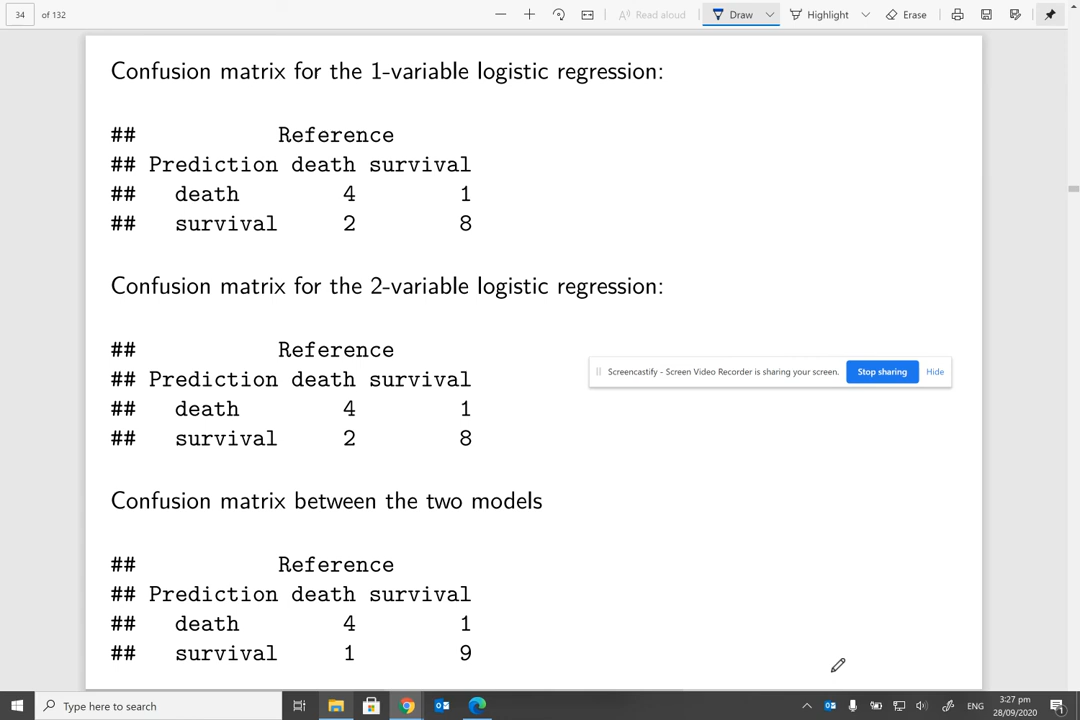 34 of 132 Read aloud Draw Highlight Erase
Confusion matrix for the 1-variable logistic regression:
## Reference
## Prediction death survival
## death 4 1
## survival 2 8
Confusion matrix for the 2-variable logistic regression:
## Reference
## Prediction death survival
Screencastify - Screen Video Recorder is sharing your screen. Stop sharing Hide
## death 4 1
## survival 2 8
Confusion matrix between the two models
## Reference
## Prediction death survival
## death 4 1
## survival 1 9
Type here to search
ENG
3:27 pm
28/09/2020